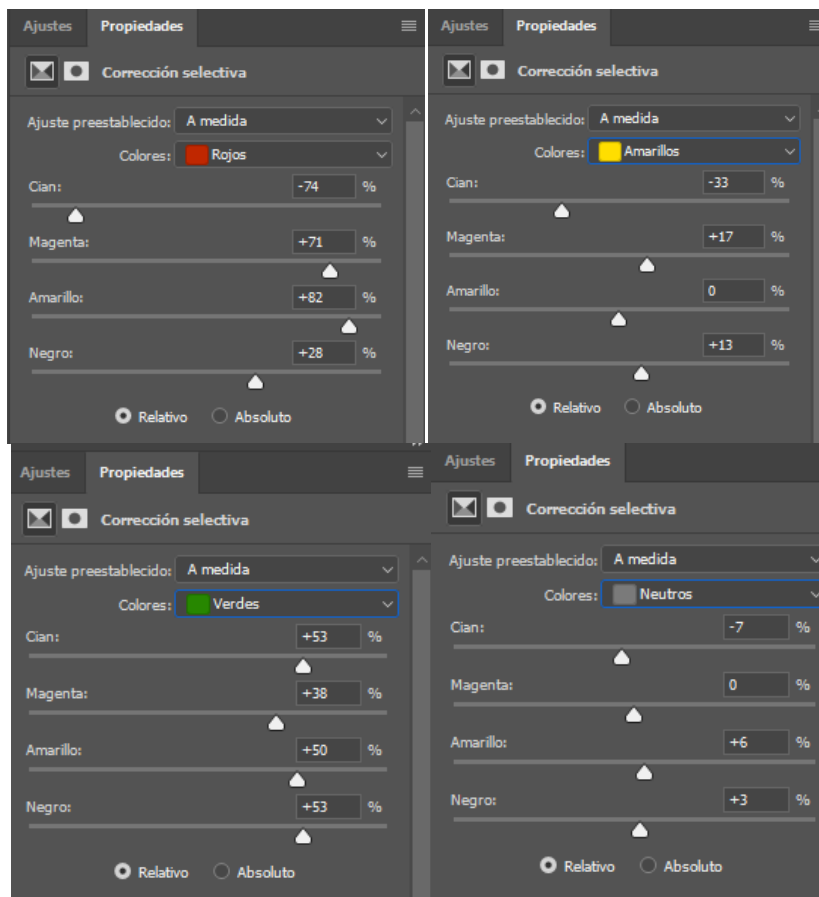 Ajustes Propiedades
Corrección selectiva
Ajuste preestablecido: A medida
Colores: Rojos
Cian: -74 %
Magenta: +71 %
Amarillo: +82 %
Negro: +28 %
Relativo Absoluto
Ajustes Propiedades
Corrección selectiva
Ajuste preestablecido: A medida
Colores: Amarillos
Cian: -33 %
Magenta: +17 %
Amarillo: 0 %
Negro: +13 %
Relativo Absoluto
Ajustes Propiedades
Corrección selectiva
Ajuste preestablecido: A medida
Colores: Verdes
Cian: +53 %
Magenta: +38 %
Amarillo: +50 %
Negro: +53 %
Relativo Absoluto
Ajustes Propiedades
Corrección selectiva
Ajuste preestablecido: A medida
Colores: Neutros
Cian: -7 %
Magenta: 0 %
Amarillo: +6 %
Negro: +3 %
Relativo Absoluto